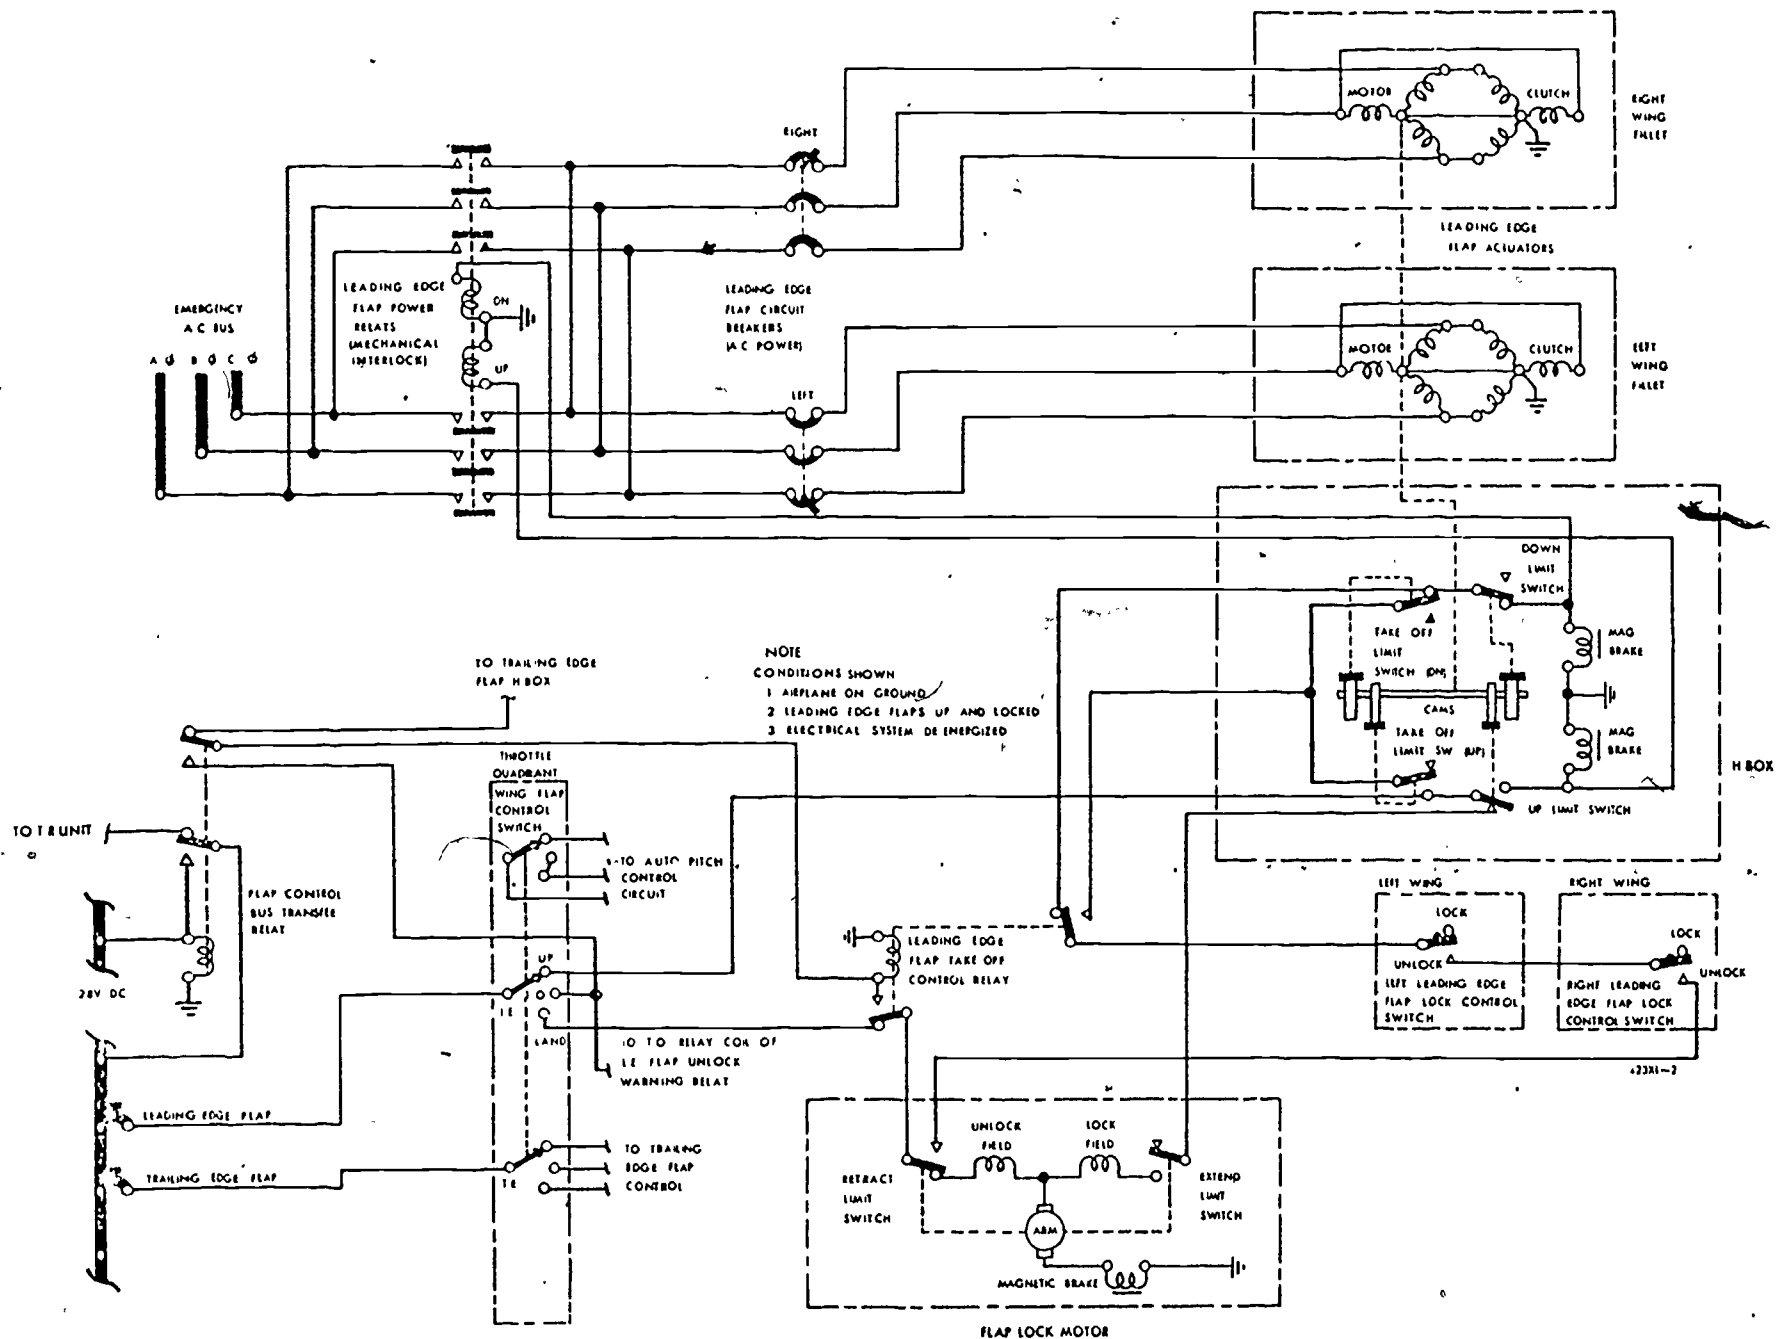 RIGHT
MOTOR
CLUTCH
RIGHT
WING
FILLET
LEADING EDGE
FLAP ACTUATORS
LEADING EDGE
FLAP POWER
RELAYS
(MECHANICAL
INTERLOCK)
DN
UP
LEADING EDGE
FLAP CIRCUIT
BREAKERS
(AC POWER)
EMERGENCY
AC BUS
A Ø B Ø C Ø
LEFT
MOTOR
CLUTCH
LEFT
WING
FILLET
DOWN
LIMIT
SWITCH
TAKE OFF
LIMIT
SWITCH (DN)
MAG
BRAKE
CAMS
TAKE OFF
LIMIT SW (UP)
MAG
BRAKE
H BOX
UP LIMIT SWITCH
NOTE
CONDITIONS SHOWN
1 AIRPLANE ON GROUND
2 LEADING EDGE FLAPS UP AND LOCKED
3 ELECTRICAL SYSTEM DE ENERGIZED
TO TRAILING EDGE
FLAP H BOX
THROTTLE
QUADRANT
WING FLAP
CONTROL
SWITCH
TO T R UNIT
TO AUTO PITCH
CONTROL
CIRCUIT
FLAP CONTROL
BUS TRANSFER
RELAY
28V DC
UP
LEADING EDGE
FLAP TAKE OFF
CONTROL RELAY
LEFT WING
LOCK
UNLOCK
LEFT LEADING EDGE
FLAP LOCK CONTROL
SWITCH
RIGHT WING
LOCK
UNLOCK
RIGHT LEADING
EDGE FLAP LOCK
CONTROL SWITCH
L E
LAND
TO RELAY COIL OF
L E FLAP UNLOCK
WARNING RELAY
LEADING EDGE FLAP
TRAILING EDGE FLAP
T E
TO TRAILING
EDGE FLAP
CONTROL
UNLOCK
FIELD
LOCK
FIELD
RETRACT
LIMIT
SWITCH
EXTEND
LIMIT
SWITCH
ARM
MAGNETIC BRAKE
FLAP LOCK MOTOR